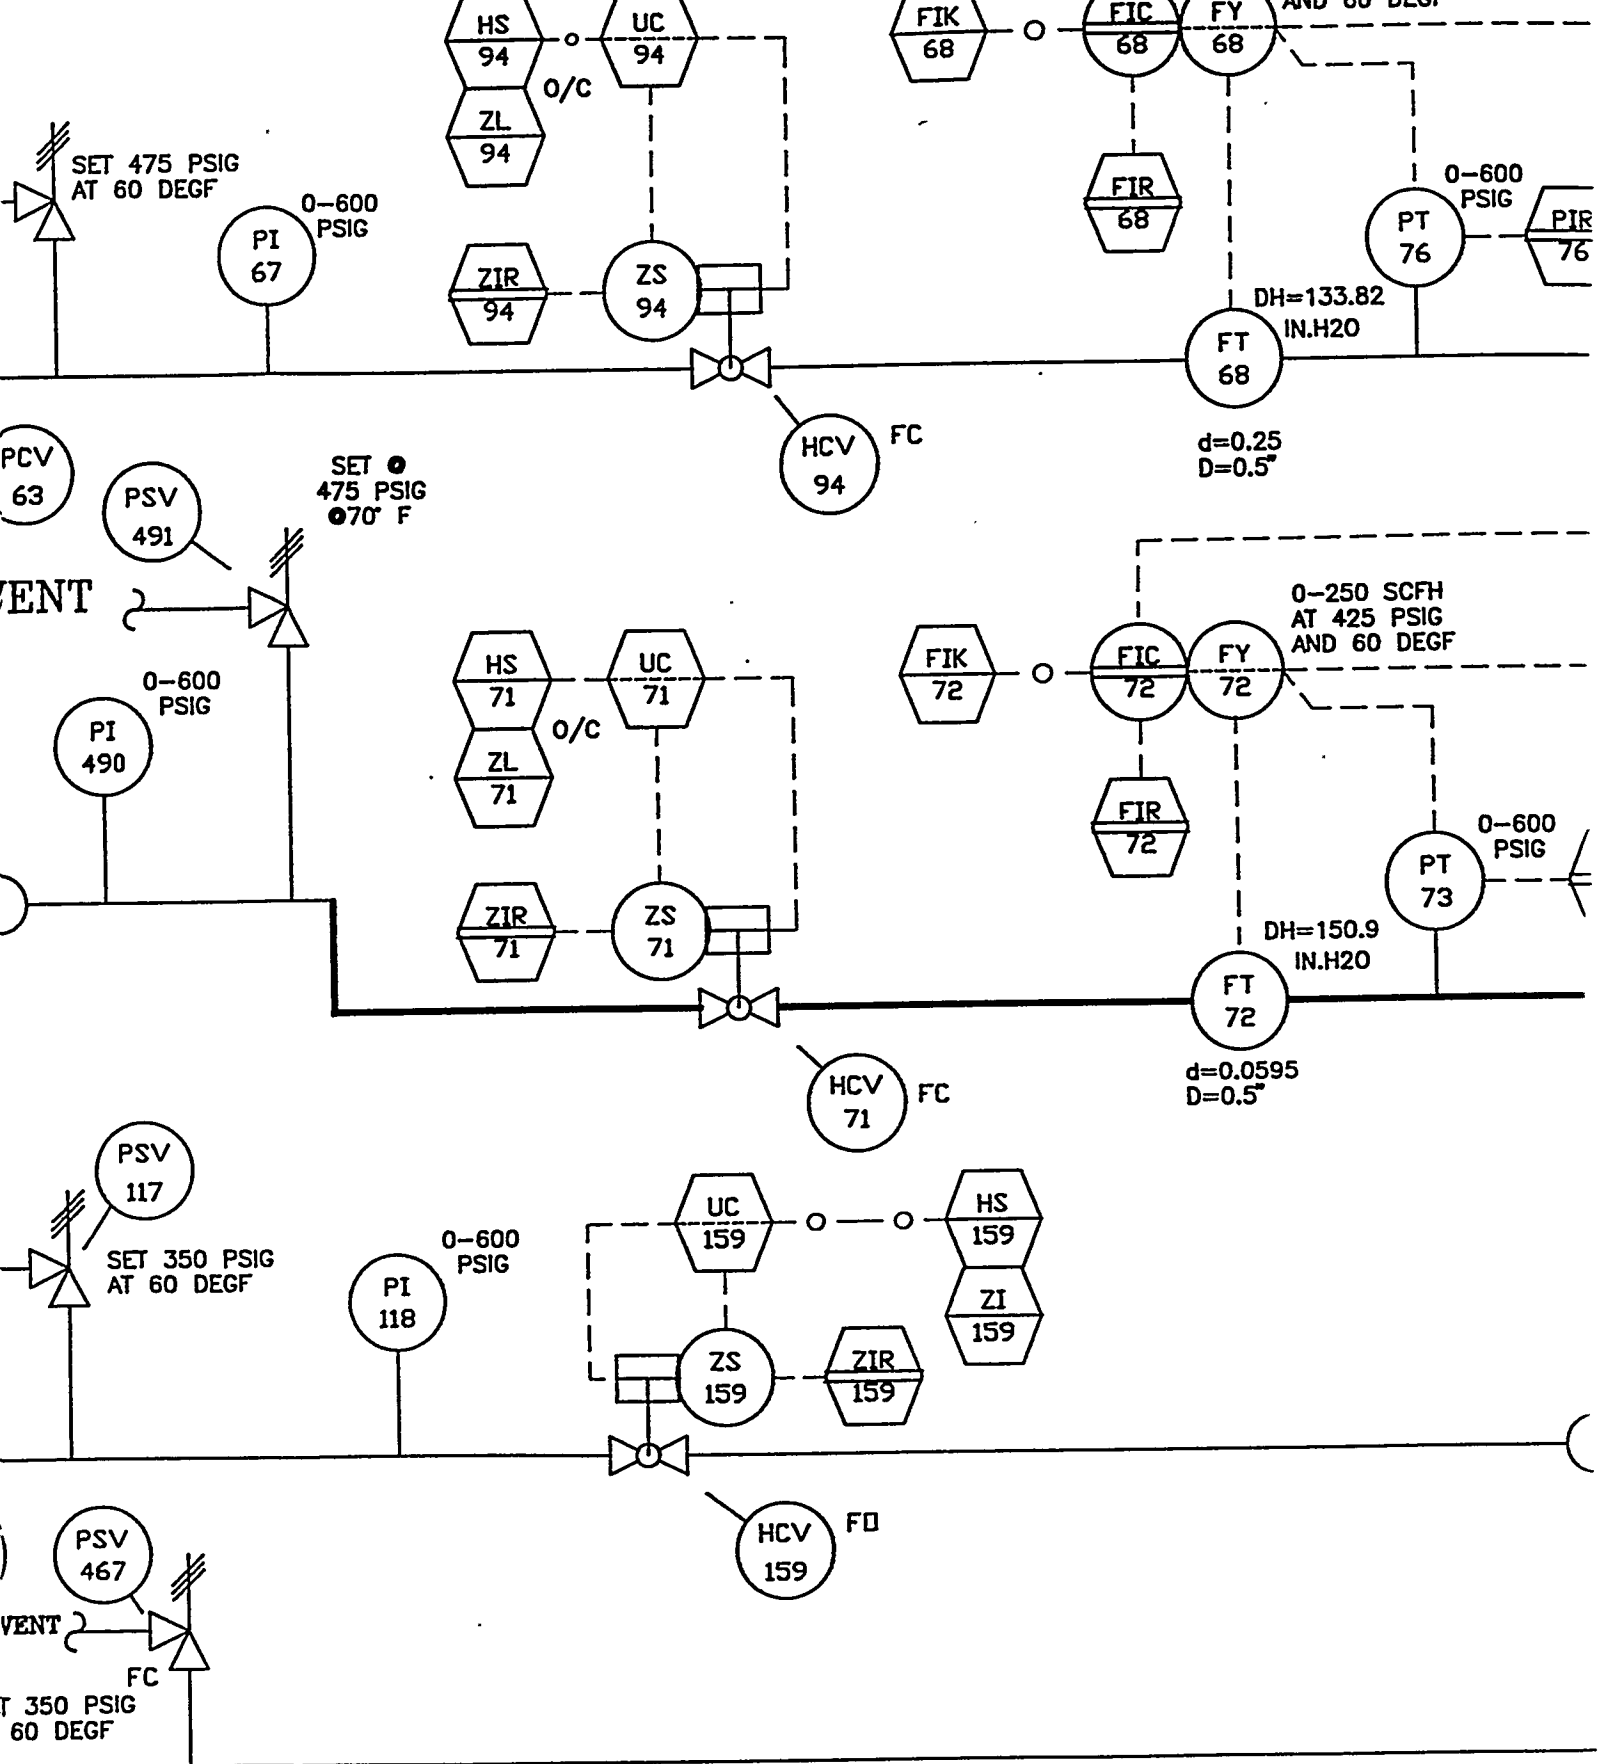 HS
94
UC
94
O/C
ZL
94
FIK
68
FIC
68
FY
68
AND 60 DEGF
SET 475 PSIG
AT 60 DEGF
0-600
PSIG
PI
67
ZIR
94
ZS
94
FIR
68
0-600
PSIG
PT
76
PIR
76
DH=133.82
IN.H2O
FT
68
d=0.25
D=0.5"
HCV
94
FC
PCV
63
PSV
491
SET @
475 PSIG
@70° F
VENT
0-600
PSIG
PI
490
HS
71
UC
71
O/C
ZL
71
FIK
72
FIC
72
FY
72
0-250 SCFH
AT 425 PSIG
AND 60 DEGF
FIR
72
0-600
PSIG
PT
73
ZIR
71
ZS
71
DH=150.9
IN.H2O
FT
72
d=0.0595
D=0.5"
HCV
71
FC
PSV
117
SET 350 PSIG
AT 60 DEGF
0-600
PSIG
PI
118
UC
159
HS
159
ZI
159
ZS
159
ZIR
159
HCV
159
FO
PSV
467
VENT
FC
T 350 PSIG
60 DEGF